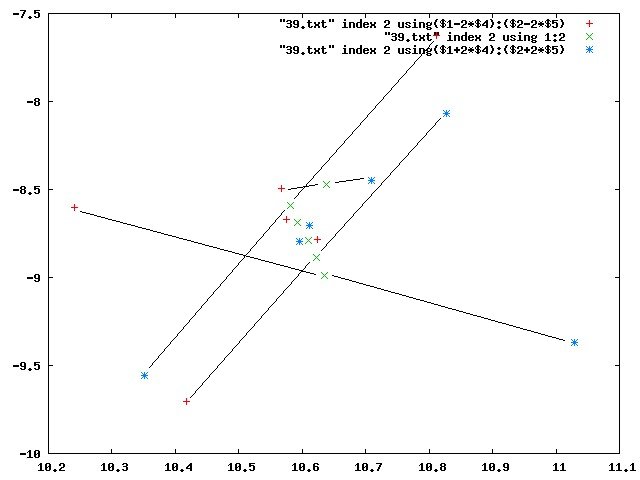 -7.5
"39.txt" index 2 using($1-2*$4):($2-2*$5)
"39.txt" index 2 using 1:2
"39.txt" index 2 using($1+2*$4):($2+2*$5)
-8
-8.5
-9
-9.5
-10
10.2 10.3 10.4 10.5 10.6 10.7 10.8 10.9 11 11.1